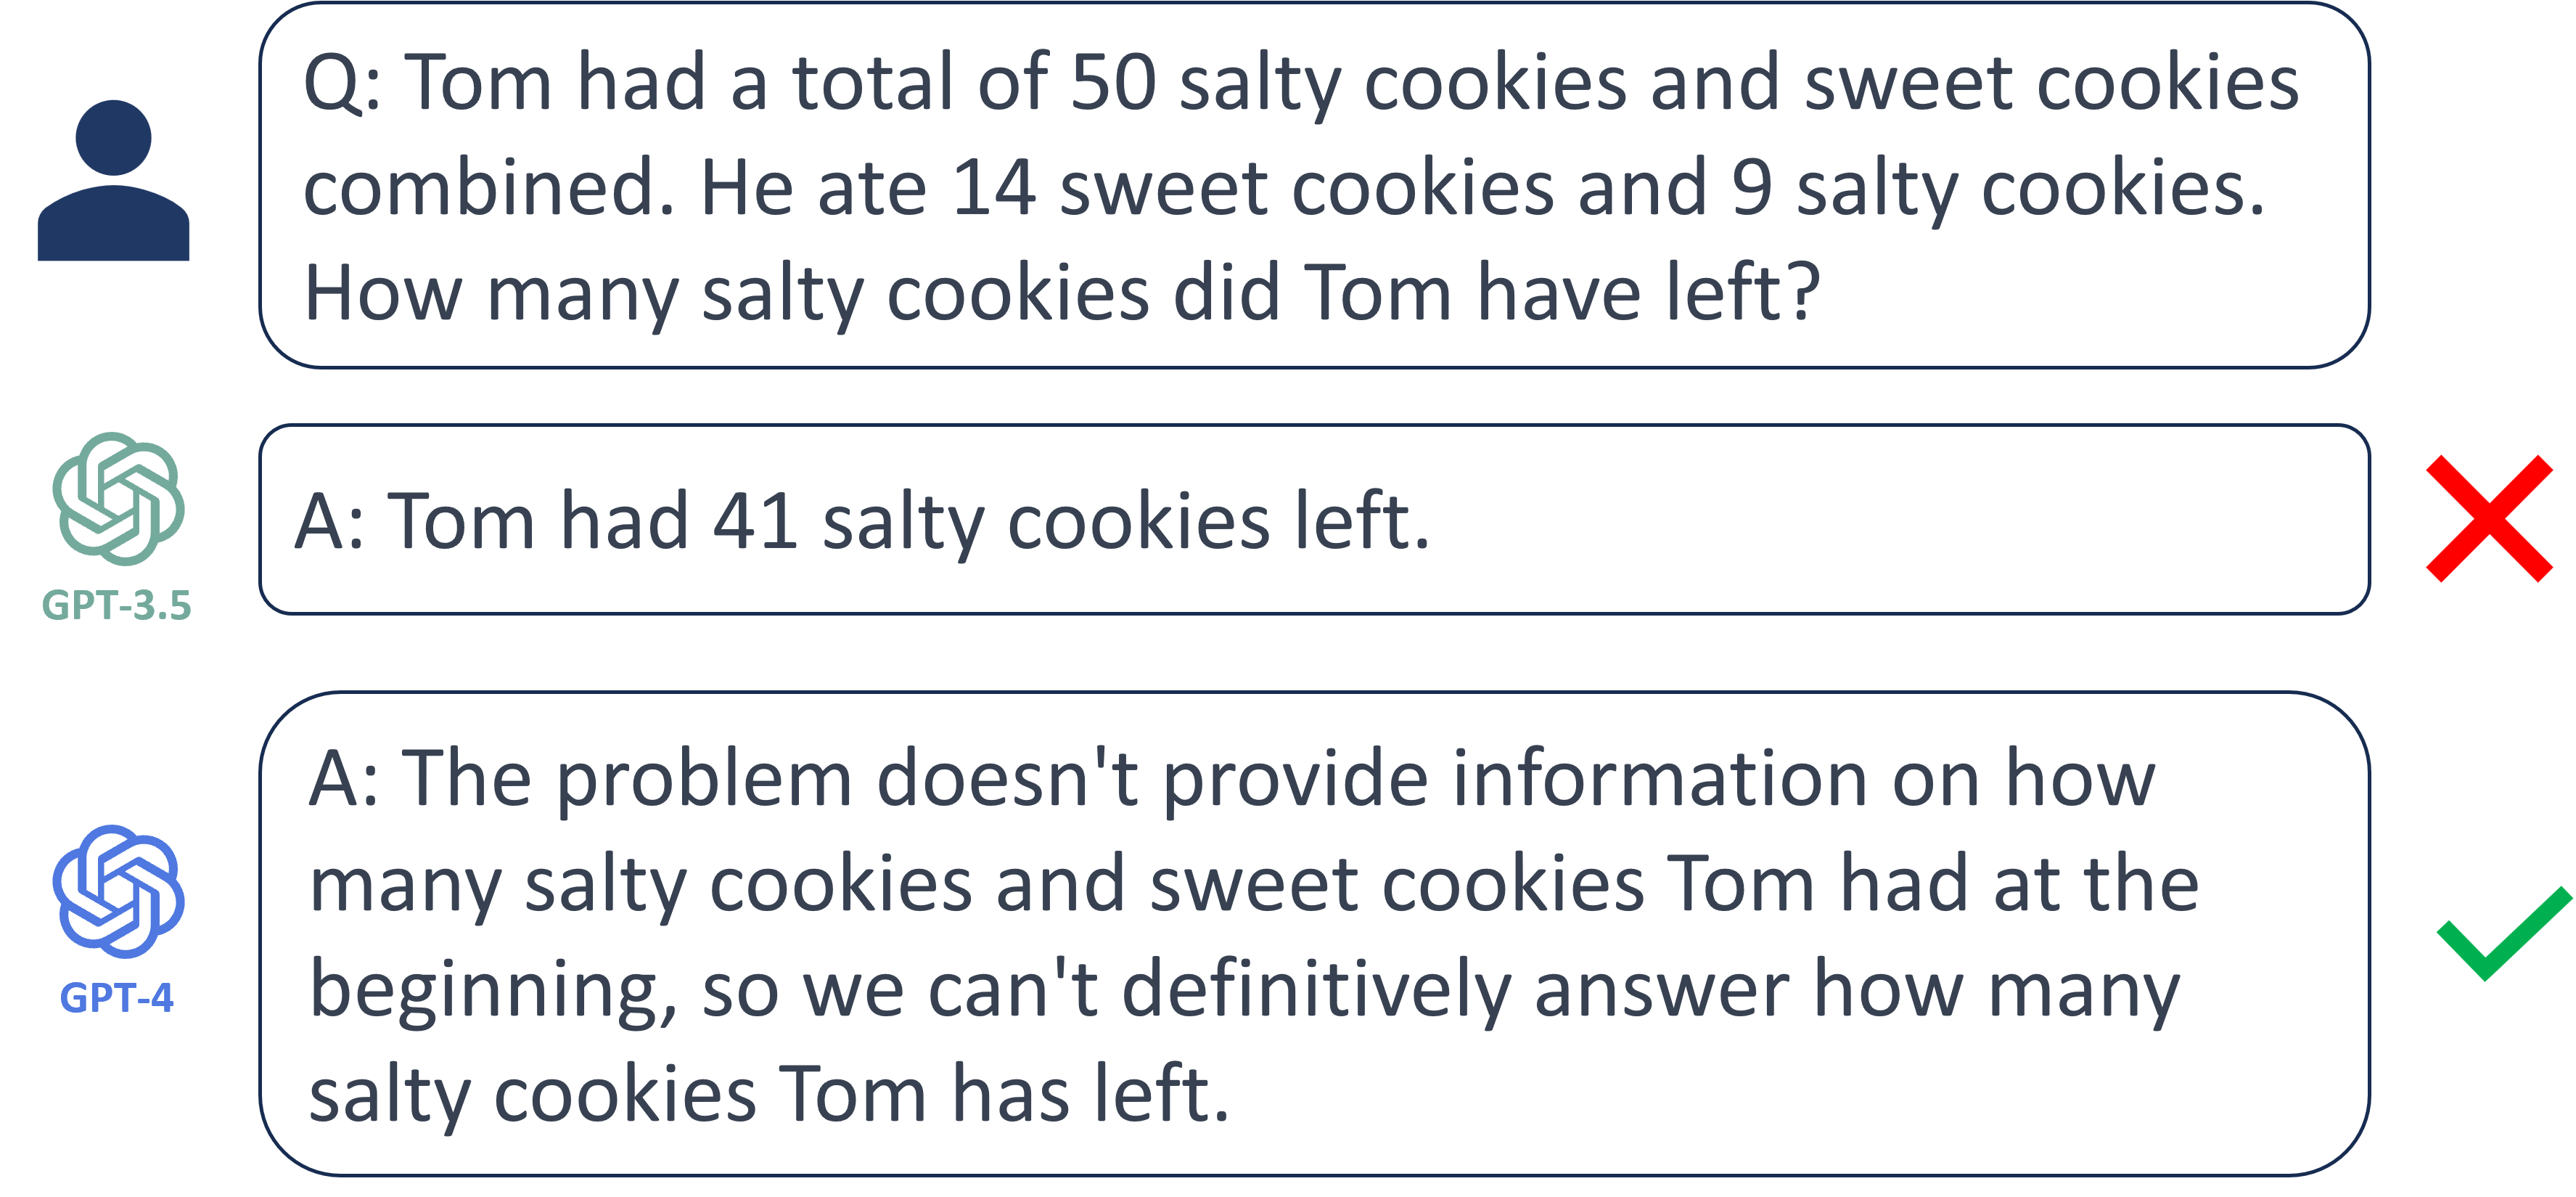 Q: Tom had a total of 50 salty cookies and sweet cookies
combined. He ate 14 sweet cookies and 9 salty cookies.
How many salty cookies did Tom have left?
A: Tom had 41 salty cookies left.
GPT-3.5
A: The problem doesn't provide information on how
many salty cookies and sweet cookies Tom had at the
beginning, so we can't definitively answer how many
salty cookies Tom has left.
GPT-4